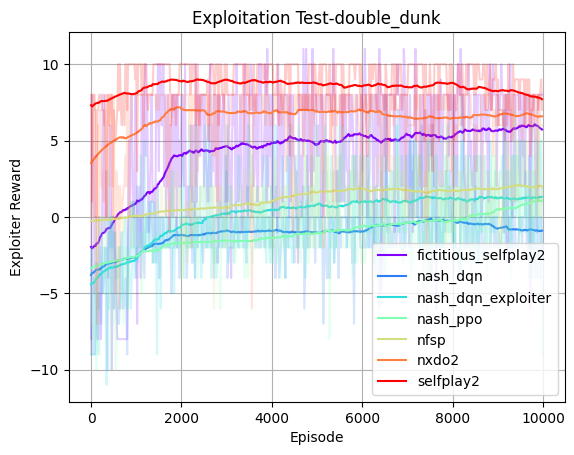 Exploitation Test-double_dunk
Exploiter Reward
10
5
0
−5
−10
fictitious_selfplay2
nash_dqn
nash_dqn_exploiter
nash_ppo
nfsp
nxdo2
selfplay2
0
2000
4000
6000
8000
10000
Episode